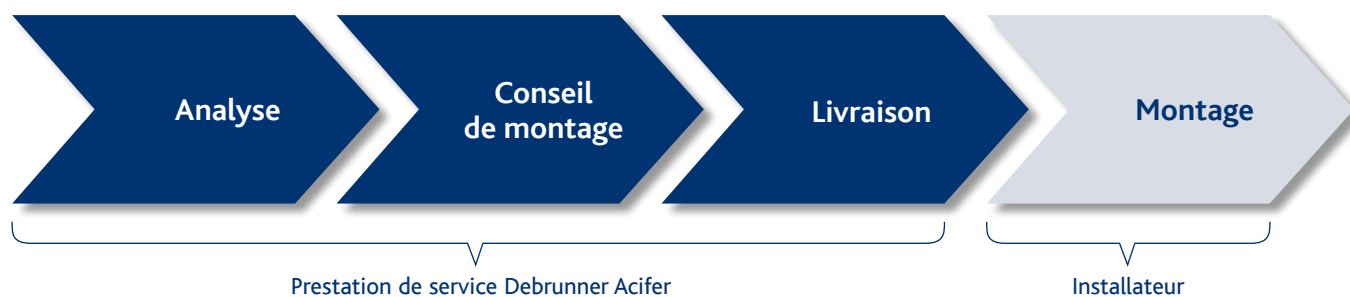 Analyse
Conseil
de montage
Livraison
Montage
Prestation de service Debrunner Acifer
Installateur